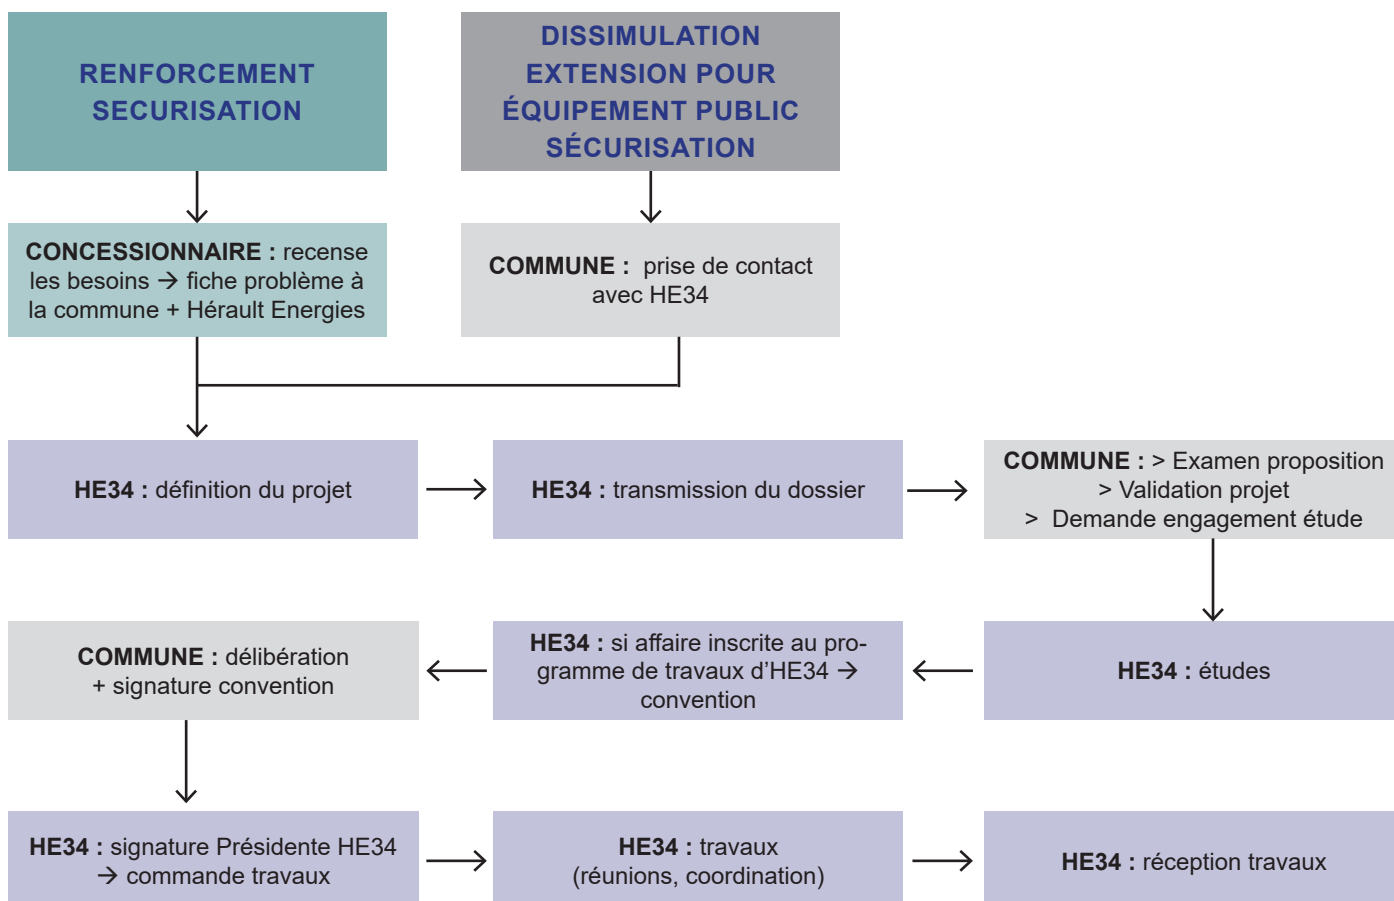 RENFORCEMENT
SECURISATION
DISSIMULATION
EXTENSION POUR
ÉQUIPEMENT PUBLIC
SÉCURISATION
CONCESSIONNAIRE : recense
les besoins → fiche problème à
la commune + Hérault Energies
COMMUNE : prise de contact
avec HE34
HE34 : définition du projet
HE34 : transmission du dossier
COMMUNE : > Examen proposition
> Validation projet
> Demande engagement étude
COMMUNE : délibération
+ signature convention
HE34 : si affaire inscrite au pro-
gramme de travaux d'HE34 →
convention
HE34 : études
HE34 : signature Présidente HE34
→ commande travaux
HE34 : travaux
(réunions, coordination)
HE34 : réception travaux